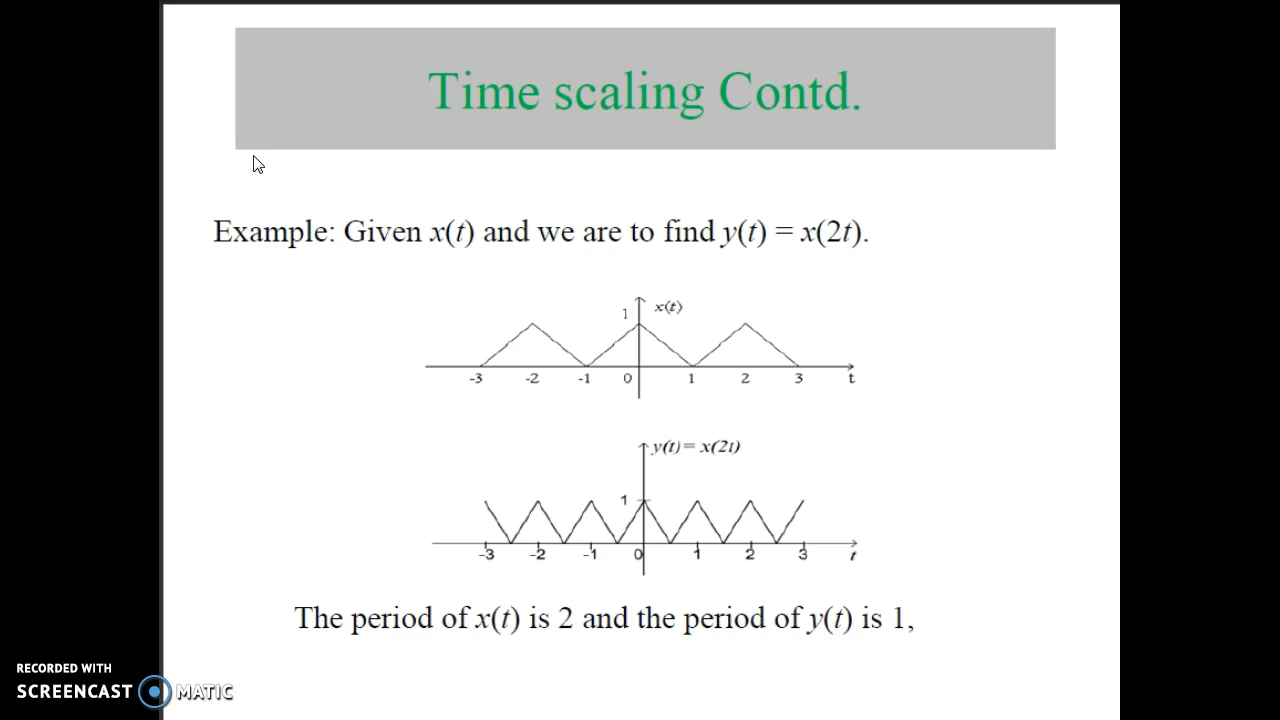 Time scaling Contd.
Example: Given x(t) and we are to find y(t) = x(2t).
1 x(t)
-3 -2 -1 0 1 2 3 t
y(t)= x(2t)
1
-3 -2 -1 0 1 2 3 t
The period of x(t) is 2 and the period of y(t) is 1,
RECORDED WITH
SCREENCAST MATIC